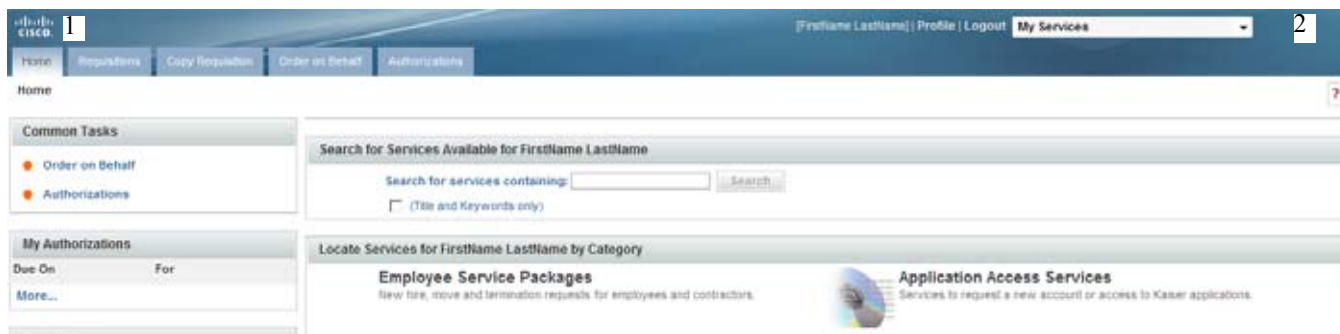 CISCO 1
[FirstName LastName] | Profile | Logout My Services 2
Home Requisitions Copy Requisition Order on Behalf Authorizations
Home ?
Common Tasks
Order on Behalf
Authorizations
Search for Services Available for FirstName LastName
Search for services containing: Search
(Title and Keywords only)
My Authorizations
Due On For
More...
Locate Services for FirstName LastName by Category
Employee Service Packages
New hire, move and termination requests for employees and contractors.
Application Access Services
Services to request a new account or access to Kaiser applications.